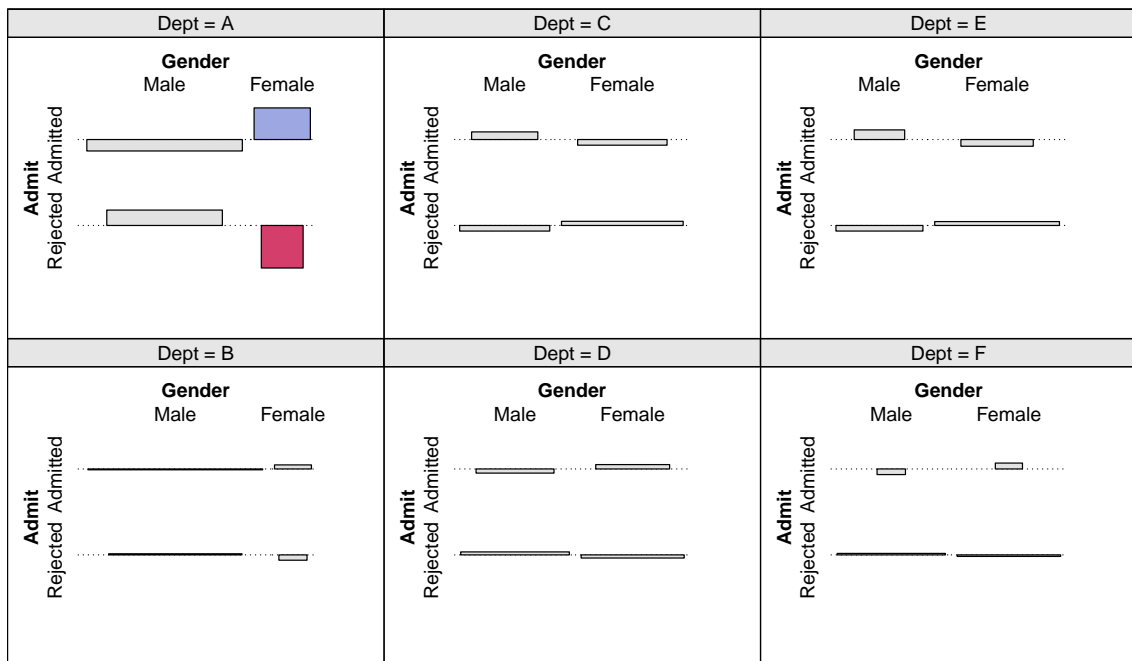 Dept = A
Gender
Male Female
Admit
Admitted
Rejected
Dept = C
Gender
Male Female
Admit
Admitted
Rejected
Dept = E
Gender
Male Female
Admit
Admitted
Rejected
Dept = B
Gender
Male Female
Admit
Admitted
Rejected
Dept = D
Gender
Male Female
Admit
Admitted
Rejected
Dept = F
Gender
Male Female
Admit
Admitted
Rejected